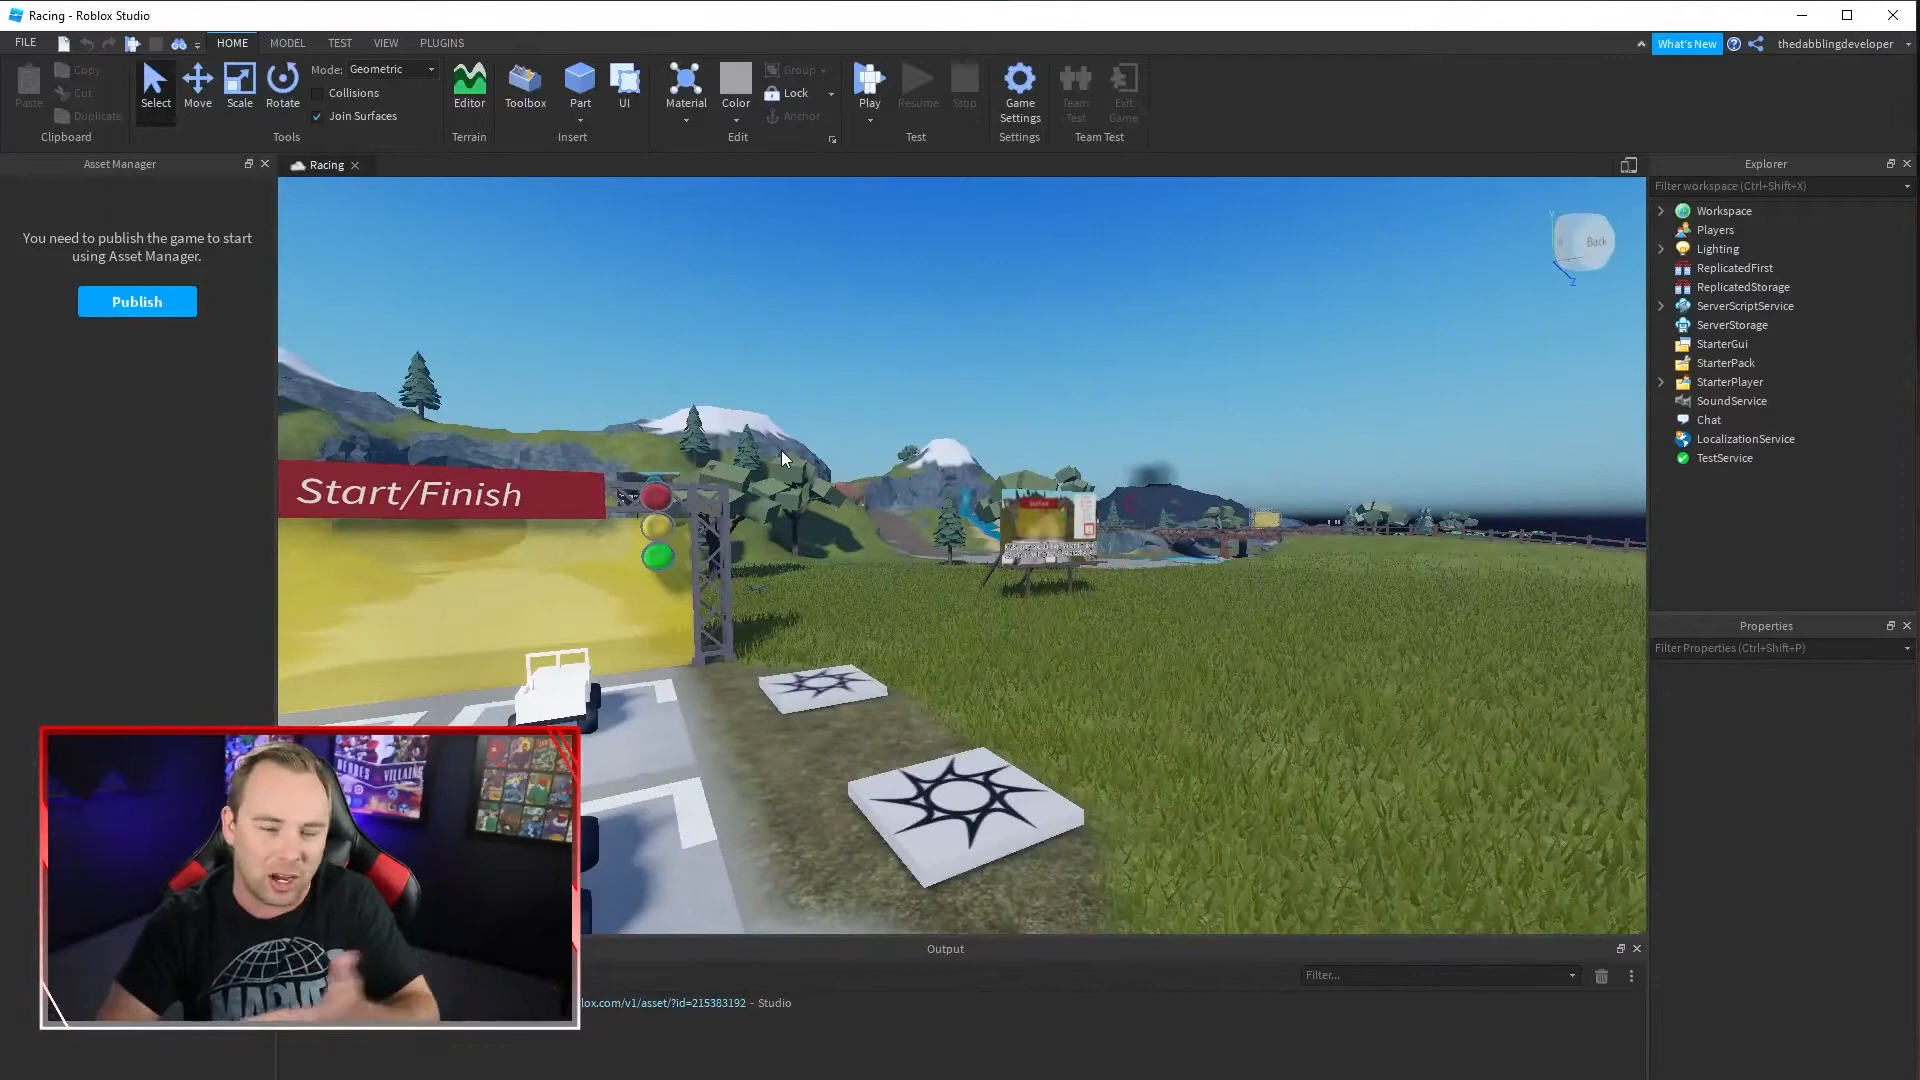 Racing - Roblox Studio
FILE HOME MODEL TEST VIEW PLUGINS What's New thedabblingdeveloper
Paste
Copy
Cut
Duplicate
Clipboard
Select Move Scale Rotate
Mode: Geometric
Collisions
Join Surfaces
Tools
Editor
Terrain
Toolbox Part UI
Insert
Material Color
Group
Lock
Anchor
Edit
Play Resume Stop
Test
Game
Settings
Settings
Team
Test
Exit
Game
Team Test
Asset Manager
You need to publish the game to start
using Asset Manager.
Publish
Racing
Back
Y
Z
Start/Finish
HEROES
VILLAINS
MARVEL
Output
Filter...
lox.com/v1/asset/?id=215383192 - Studio
Explorer
Filter workspace (Ctrl+Shift+X)
Workspace
Players
Lighting
ReplicatedFirst
ReplicatedStorage
ServerScriptService
ServerStorage
StarterGui
StarterPack
StarterPlayer
SoundService
Chat
LocalizationService
TestService
Properties
Filter Properties (Ctrl+Shift+P)